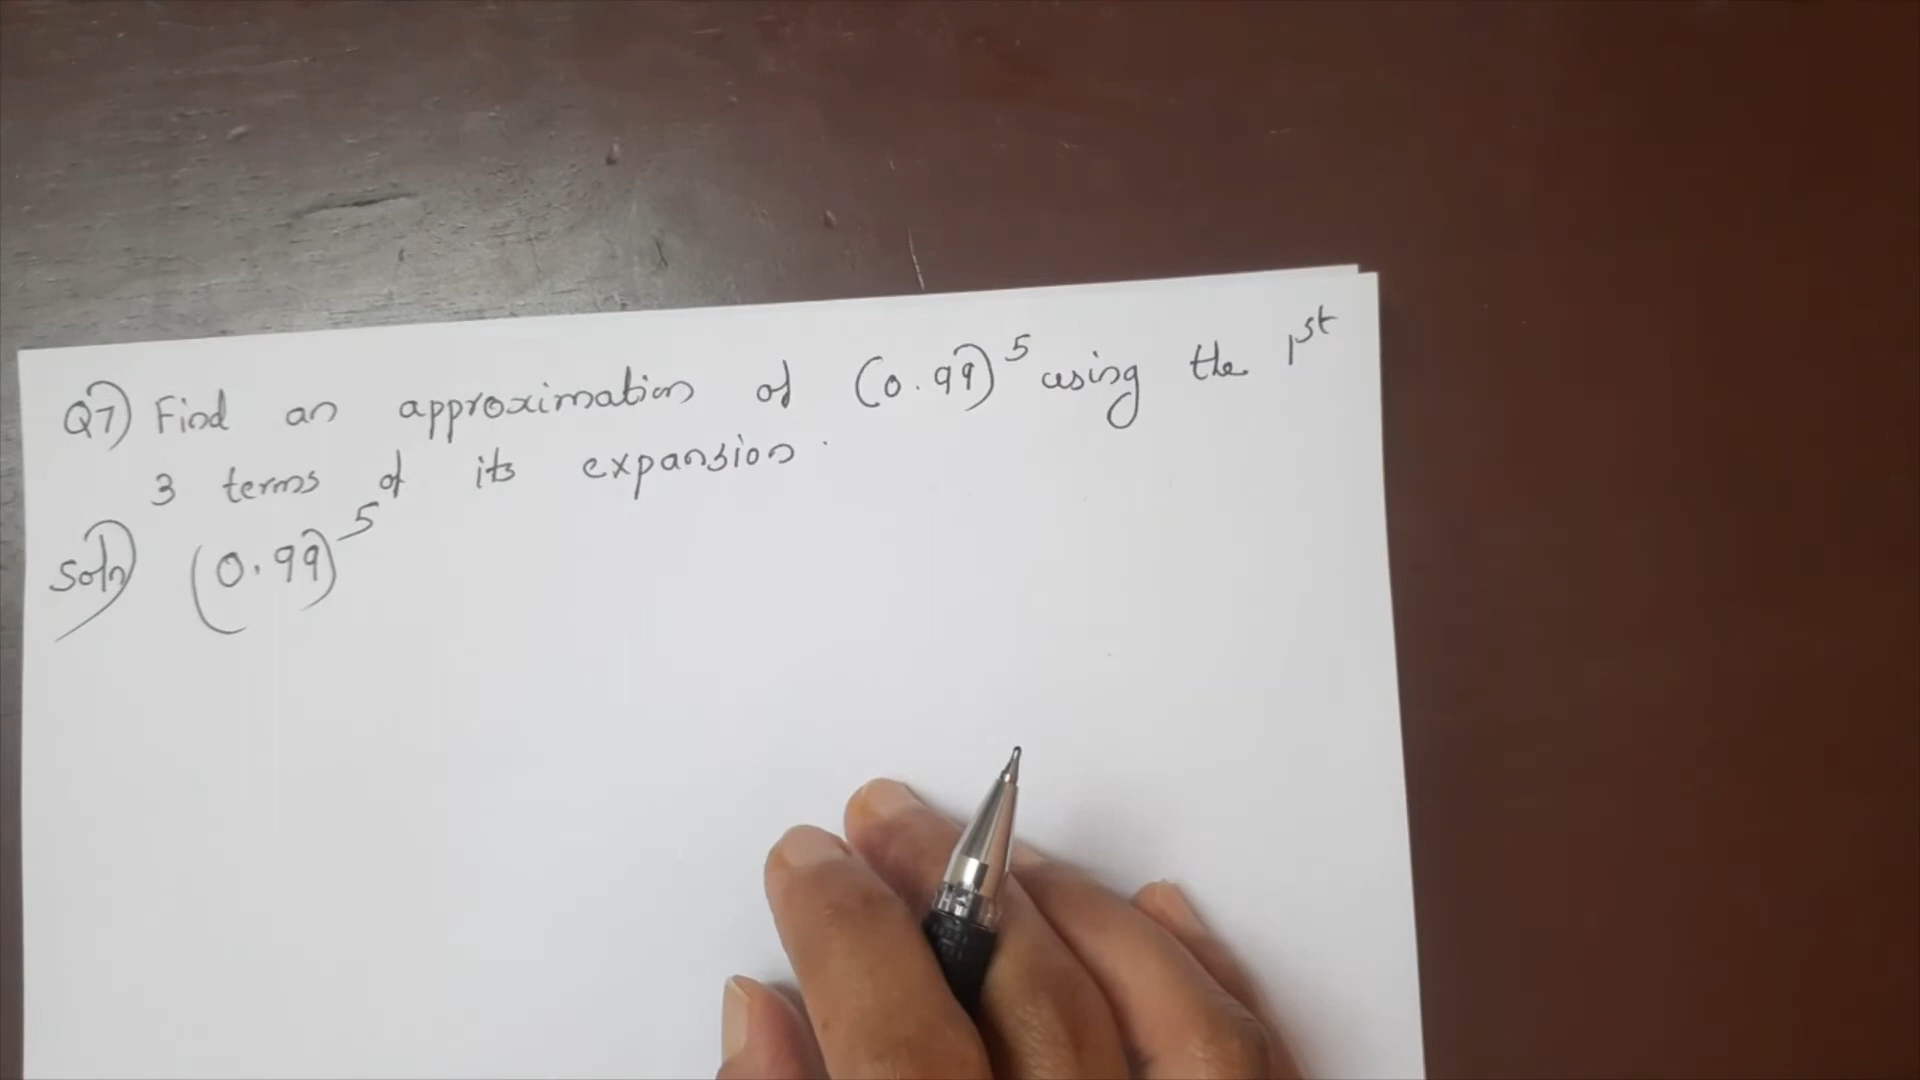 Q7) Find an approximation of (0.99)⁵ using the 1st
3 terms of its expansion.
Soln) (0.99)⁵